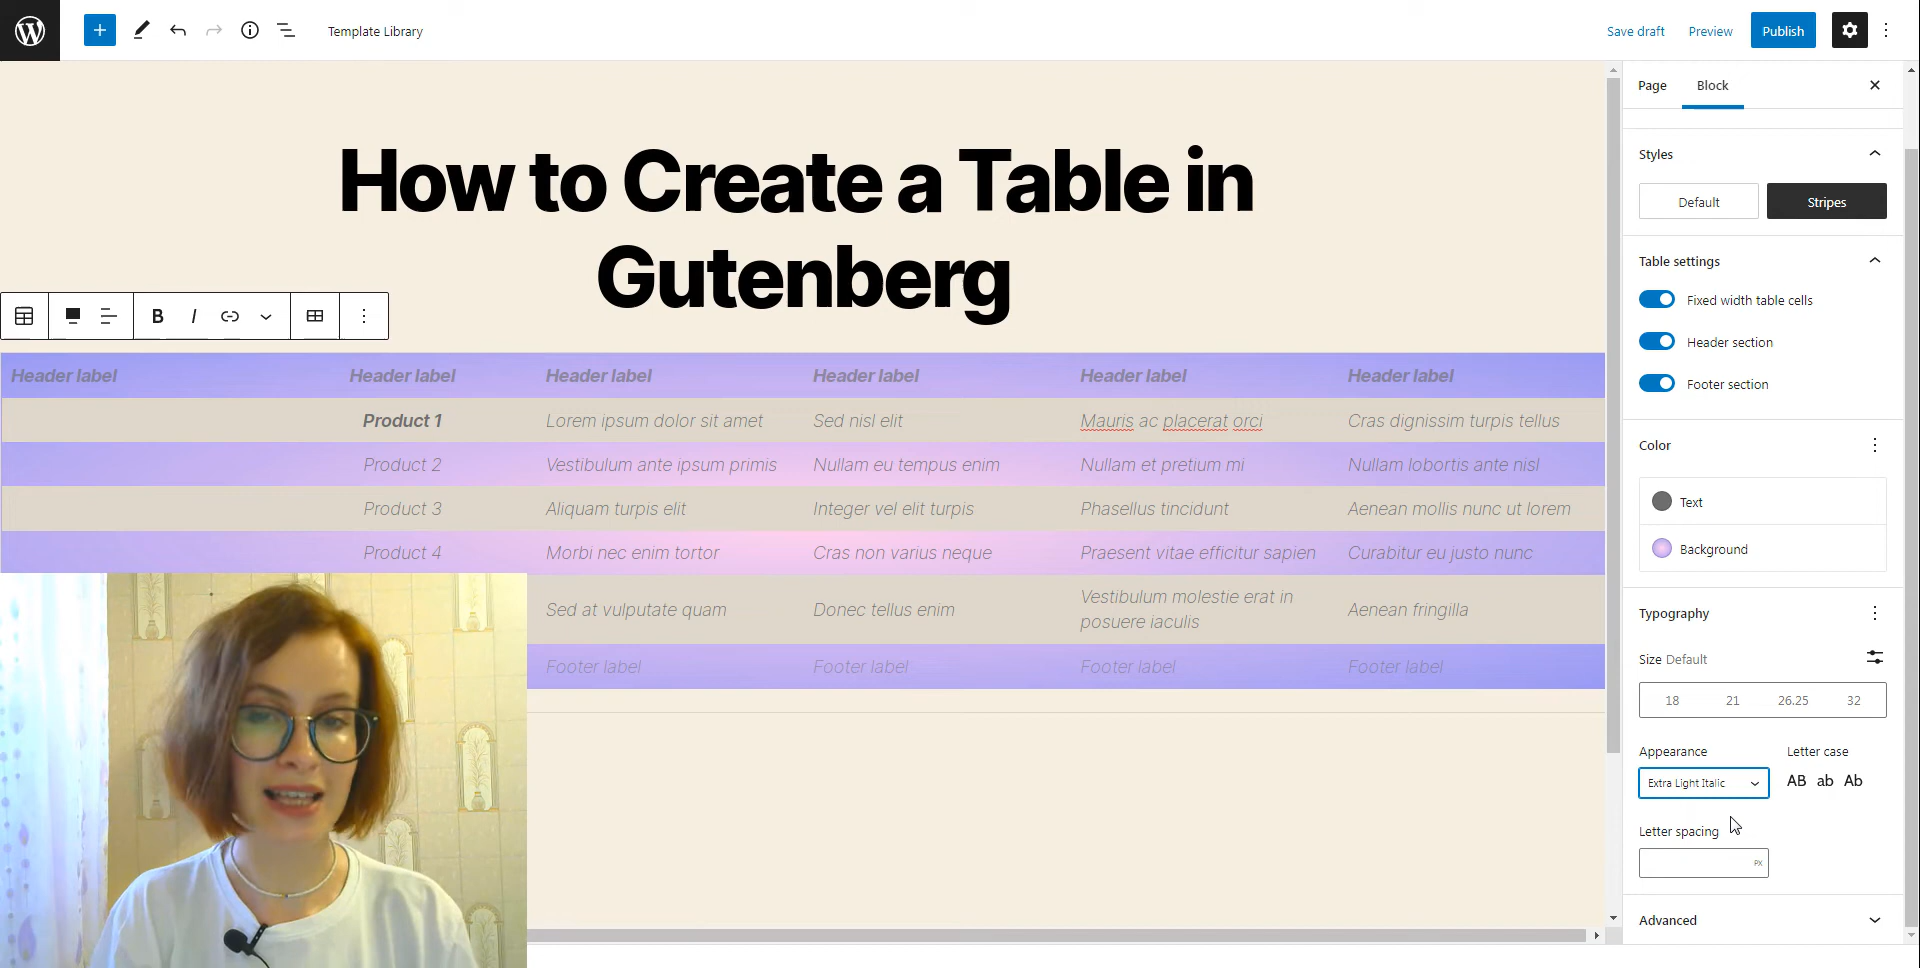 Template Library
Save draft Preview Publish
How to Create a Table in
Gutenberg
B I
Header label Header label Header label Header label Header label Header label
Product 1 Lorem ipsum dolor sit amet Sed nisl elit Mauris ac placerat orci Cras dignissim turpis tellus
Product 2 Vestibulum ante ipsum primis Nullam eu tempus enim Nullam et pretium mi Nullam lobortis ante nisl
Product 3 Aliquam turpis elit Integer vel elit turpis Phasellus tincidunt Aenean mollis nunc ut lorem
Product 4 Morbi nec enim tortor Cras non varius neque Praesent vitae efficitur sapien Curabitur eu justo nunc
Sed at vulputate quam Donec tellus enim Vestibulum molestie erat in Aenean fringilla
posuere iaculis
Footer label Footer label Footer label Footer label
Page Block
Styles
Default Stripes
Table settings
Fixed width table cells
Header section
Footer section
Color
Text
Background
Typography
Size Default
18 21 26.25 32
Appearance Letter case
Extra Light Italic AB ab Ab
Letter spacing
PX
Advanced